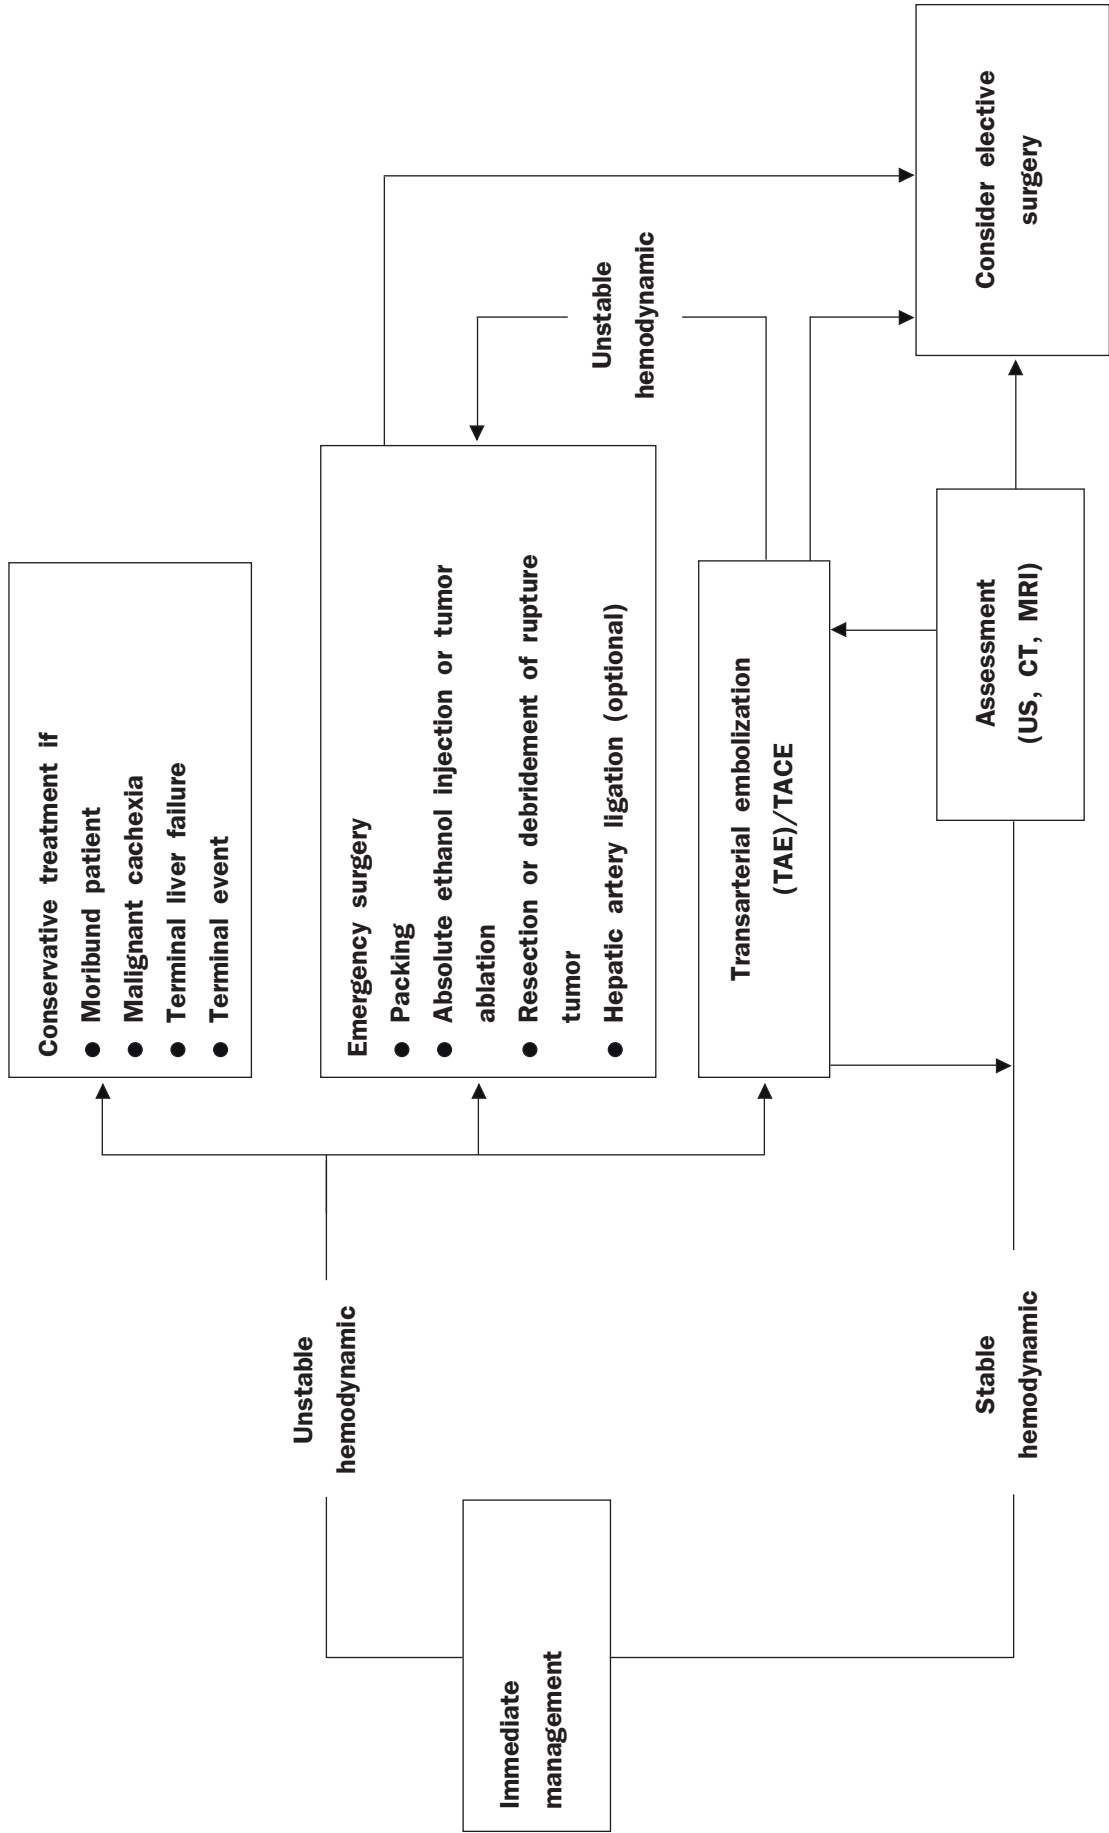 Immediate
management
Unstable
hemodynamic
Stable
hemodynamic
Conservative treatment if
● Moribund patient
● Malignant cachexia
● Terminal liver failure
● Terminal event
Emergency surgery
● Packing
● Absolute ethanol injection or tumor
ablation
● Resection or debridement of rupture
tumor
● Hepatic artery ligation (optional)
Transarterial embolization
(TAE)/TACE
Assessment
(US, CT, MRI)
Unstable
hemodynamic
Consider elective
surgery